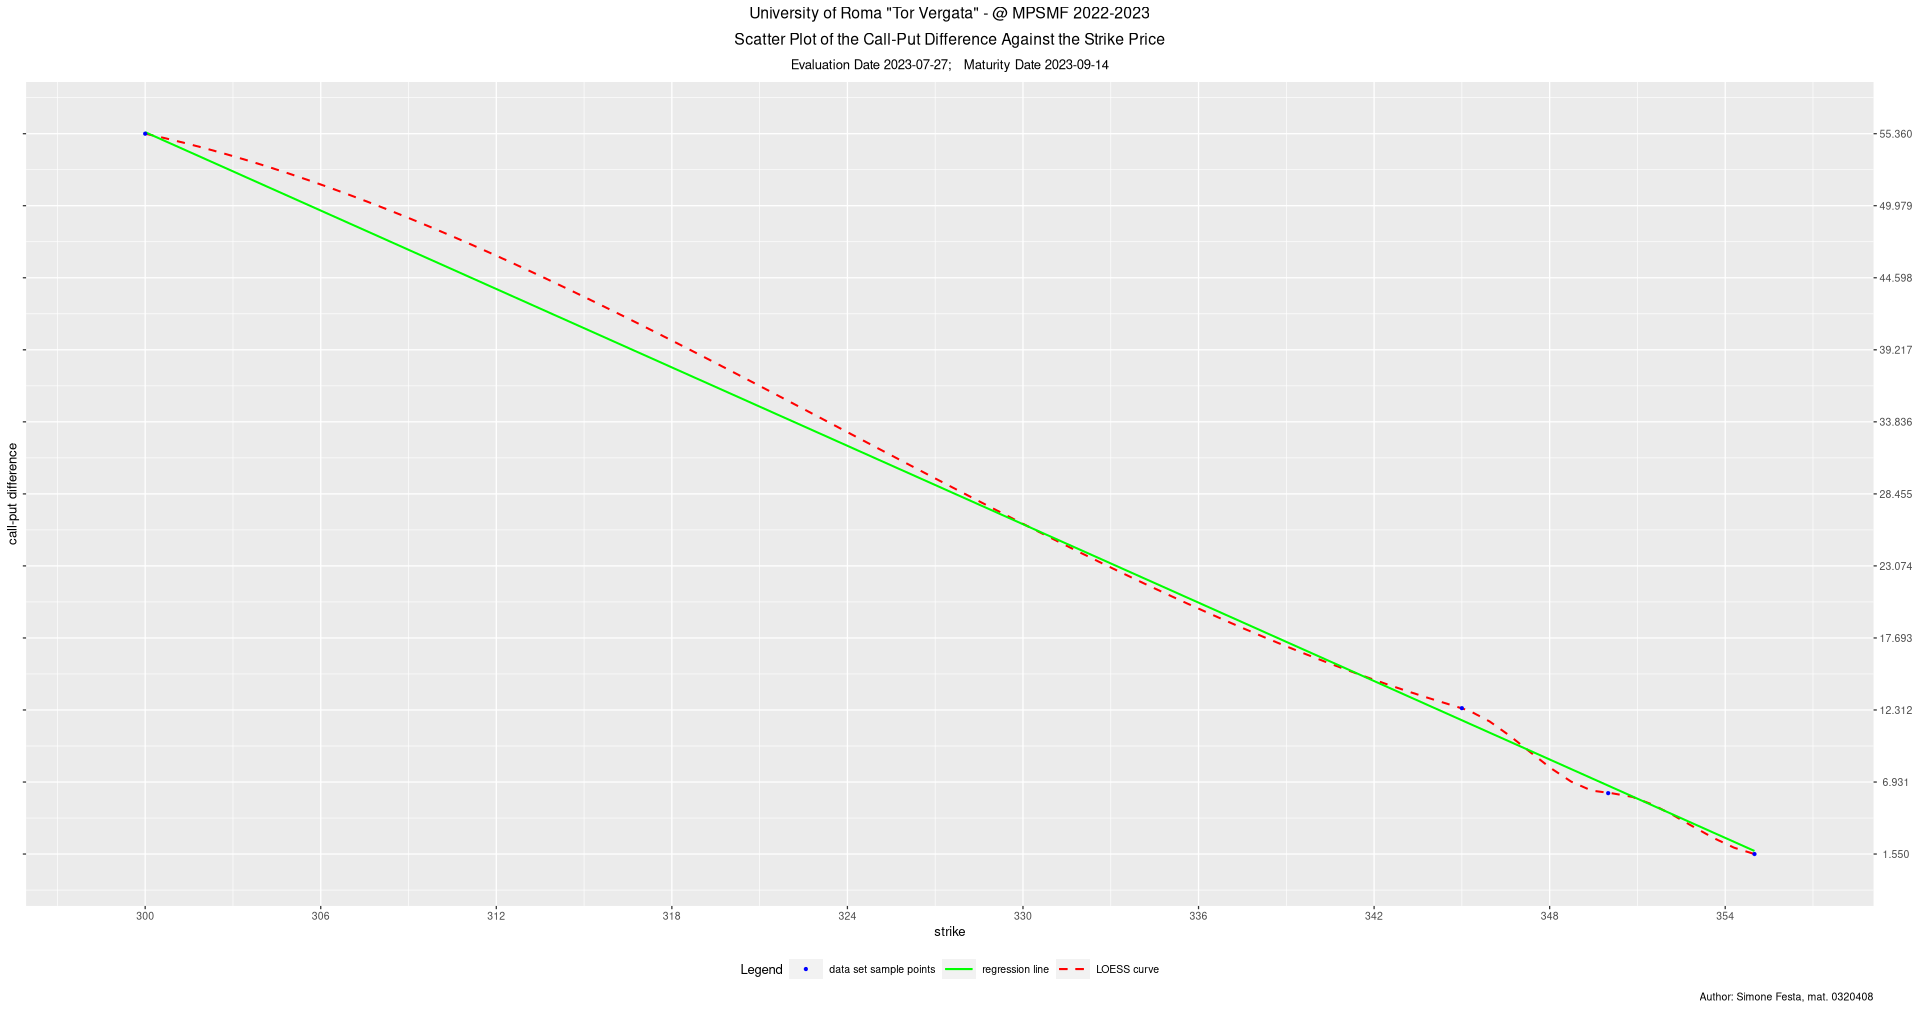 University of Roma "Tor Vergata" - @ MPSMF 2022-2023
Scatter Plot of the Call-Put Difference Against the Strike Price
Evaluation Date 2023-07-27;   Maturity Date 2023-09-14
call-put difference
55.360
49.979
44.598
39.217
33.836
28.455
23.074
17.693
12.312
6.931
1.550
300 306 312 318 324 330 336 342 348 354
strike
Legend data set sample points regression line LOESS curve
Author: Simone Festa, mat. 0320408